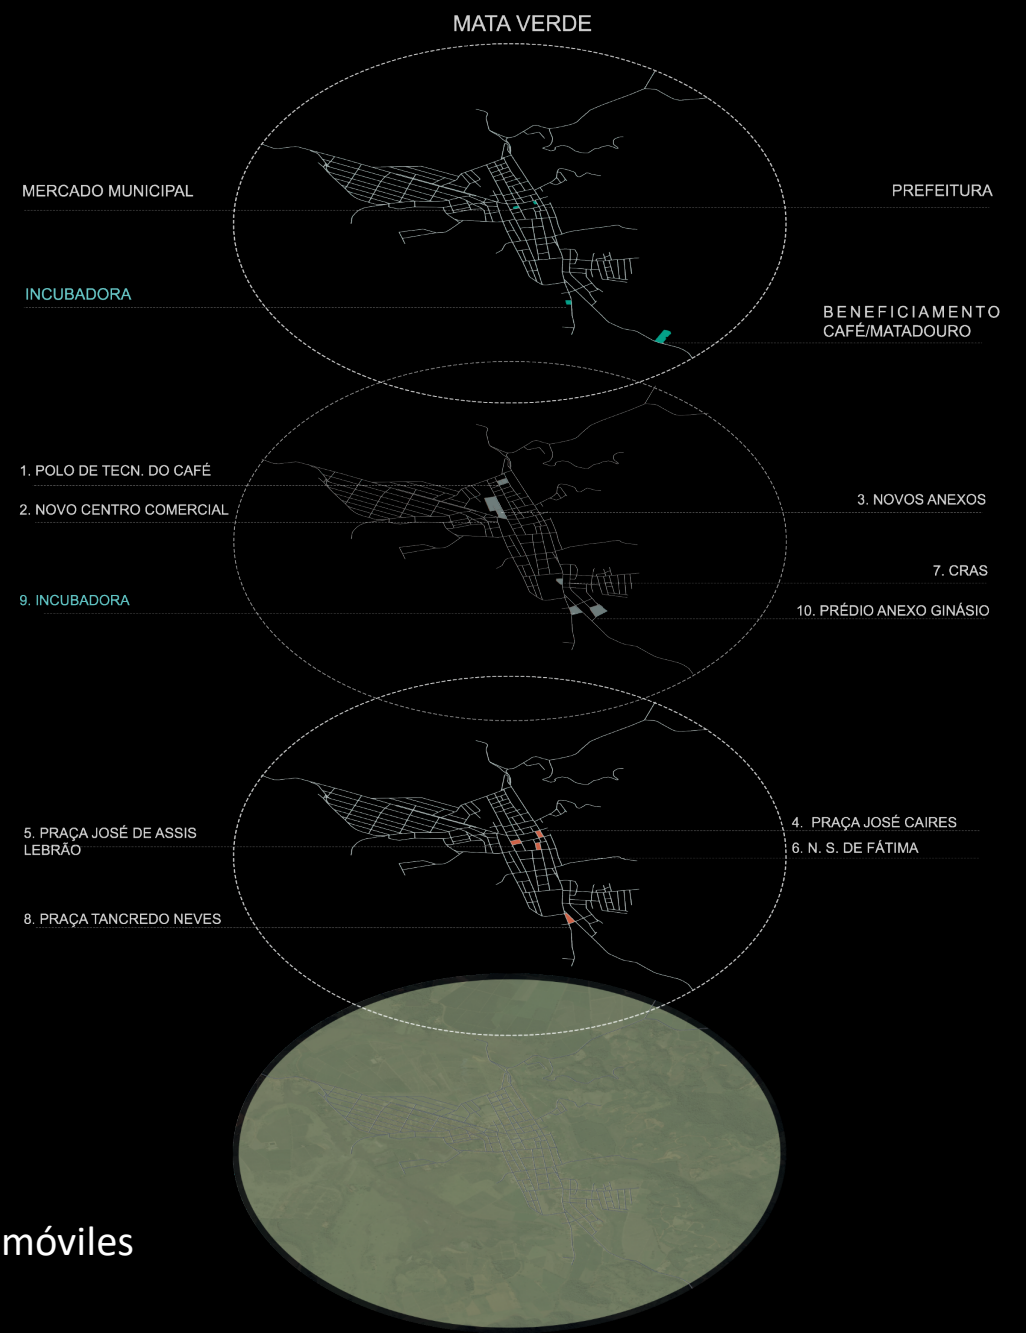 MATA VERDE
MERCADO MUNICIPAL
PREFEITURA
INCUBADORA
BENEFICIAMENTO
CAFÉ/MATADOURO
1. POLO DE TECN. DO CAFÉ
2. NOVO CENTRO COMERCIAL
3. NOVOS ANEXOS
7. CRAS
9. INCUBADORA
10. PRÉDIO ANEXO GINÁSIO
5. PRAÇA JOSÉ DE ASSIS
LEBRÃO
4. PRAÇA JOSÉ CAIRES
6. N. S. DE FÁTIMA
8. PRAÇA TANCREDO NEVES
móviles